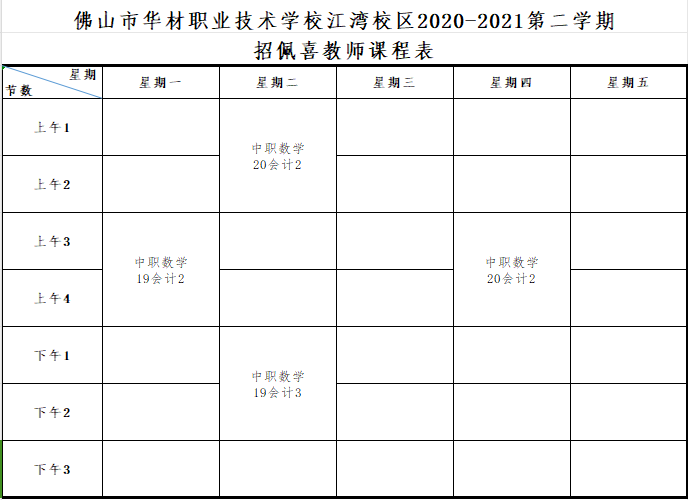 佛山市华材职业技术学校江湾校区2020-2021第二学期
招佩喜教师课程表
星期
节数
星期一
星期二
星期三
星期四
星期五
上午1
中职数学
20会计2
上午2
上午3
中职数学
19会计2
中职数学
20会计2
上午4
下午1
中职数学
19会计3
下午2
下午3